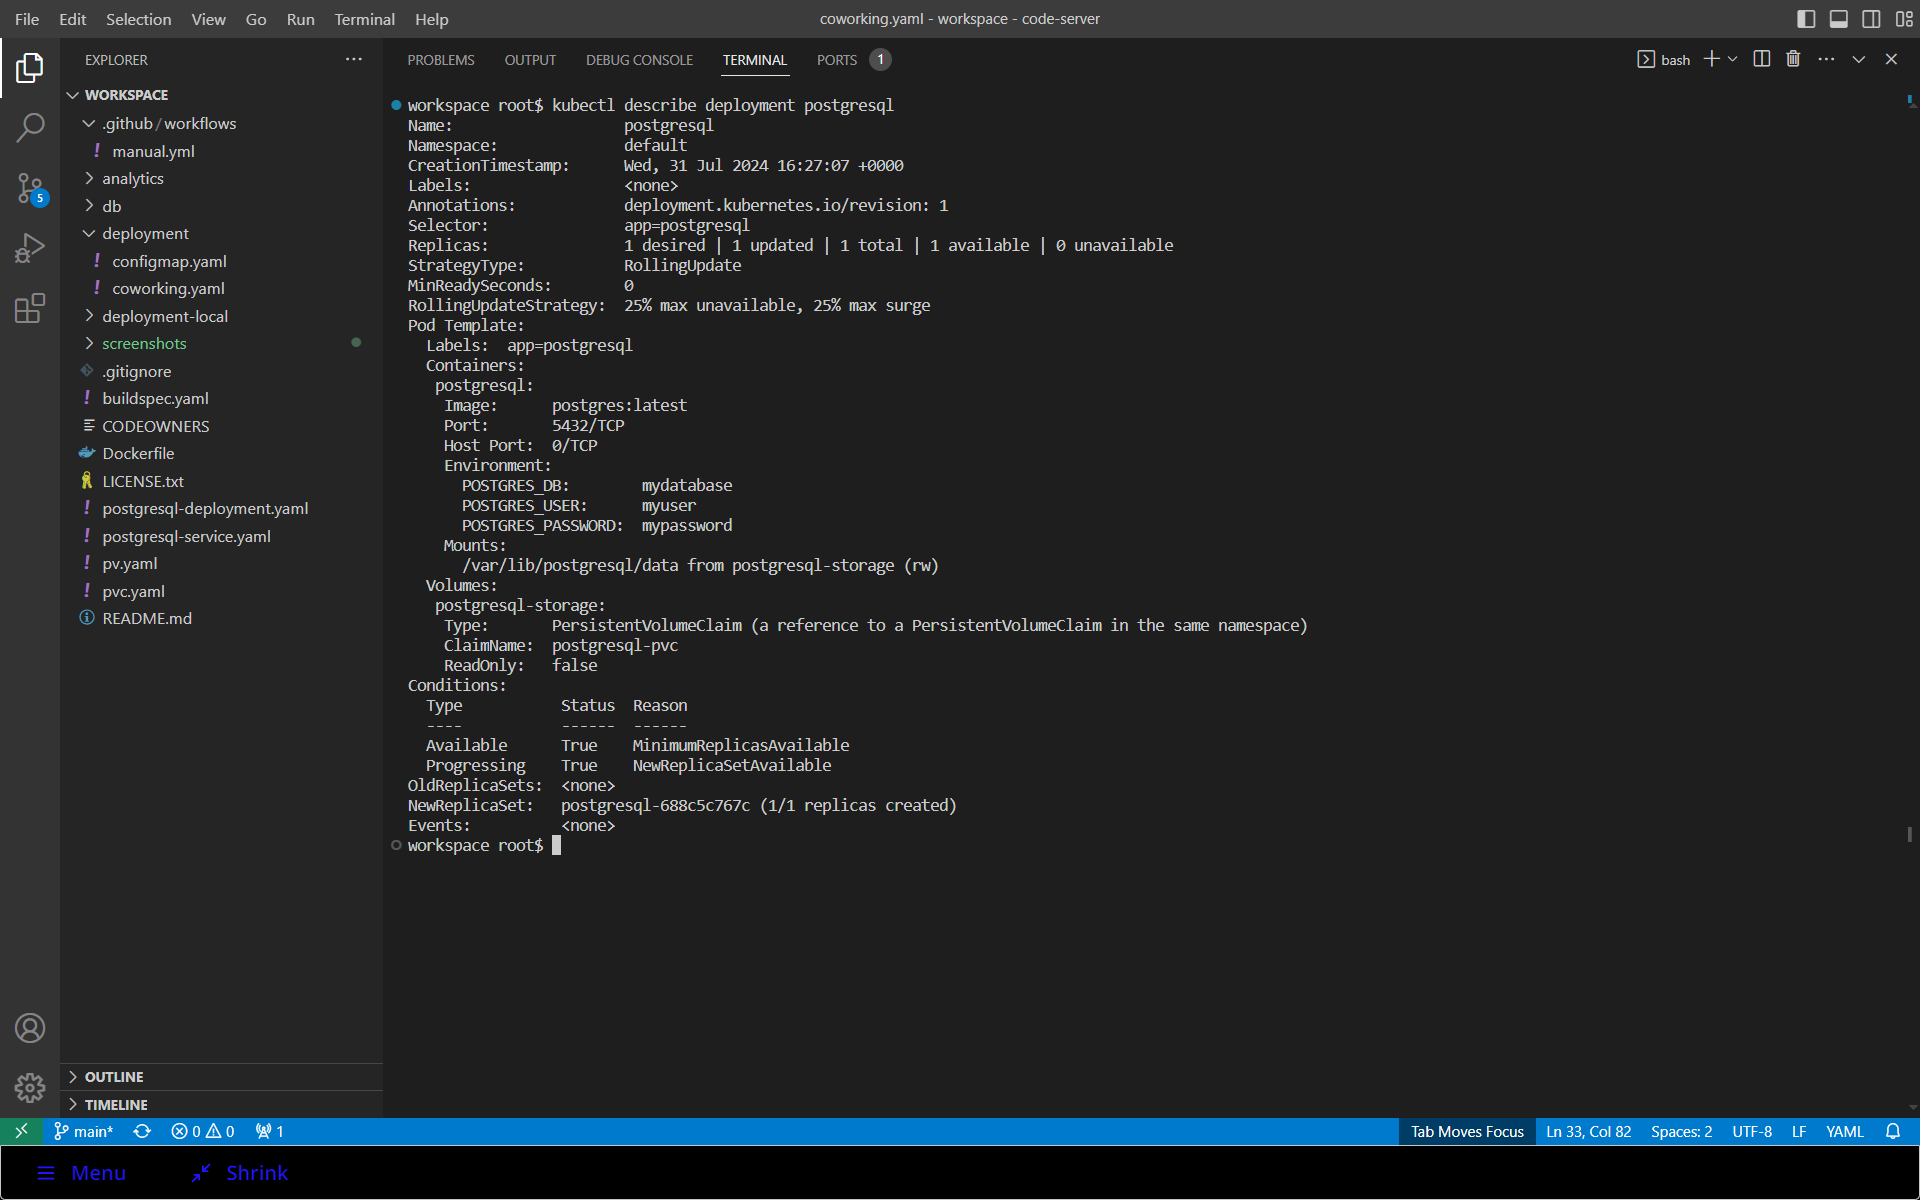 File Edit Selection View Go Run Terminal Help
coworking.yaml - workspace - code-server
EXPLORER
WORKSPACE
.github/workflows
manual.yml
analytics
db
deployment
configmap.yaml
coworking.yaml
deployment-local
screenshots
.gitignore
buildspec.yaml
CODEOWNERS
Dockerfile
LICENSE.txt
postgresql-deployment.yaml
postgresql-service.yaml
pv.yaml
pvc.yaml
README.md
OUTLINE
TIMELINE
5
PROBLEMS OUTPUT DEBUG CONSOLE TERMINAL PORTS 1
bash
workspace root$ kubectl describe deployment postgresql
Name:                   postgresql
Namespace:              default
CreationTimestamp:      Wed, 31 Jul 2024 16:27:07 +0000
Labels:                 <none>
Annotations:            deployment.kubernetes.io/revision: 1
Selector:               app=postgresql
Replicas:               1 desired | 1 updated | 1 total | 1 available | 0 unavailable
StrategyType:           RollingUpdate
MinReadySeconds:        0
RollingUpdateStrategy:  25% max unavailable, 25% max surge
Pod Template:
  Labels:  app=postgresql
  Containers:
   postgresql:
    Image:      postgres:latest
    Port:       5432/TCP
    Host Port:  0/TCP
    Environment:
      POSTGRES_DB:        mydatabase
      POSTGRES_USER:      myuser
      POSTGRES_PASSWORD:  mypassword
    Mounts:
      /var/lib/postgresql/data from postgresql-storage (rw)
  Volumes:
   postgresql-storage:
    Type:       PersistentVolumeClaim (a reference to a PersistentVolumeClaim in the same namespace)
    ClaimName:  postgresql-pvc
    ReadOnly:   false
Conditions:
  Type           Status  Reason
  ----           ------  ------
  Available      True    MinimumReplicasAvailable
  Progressing    True    NewReplicaSetAvailable
OldReplicaSets:  <none>
NewReplicaSet:   postgresql-688c5c767c (1/1 replicas created)
Events:          <none>
workspace root$
main* 0 0 1
Tab Moves Focus Ln 33, Col 82 Spaces: 2 UTF-8 LF YAML
Menu Shrink